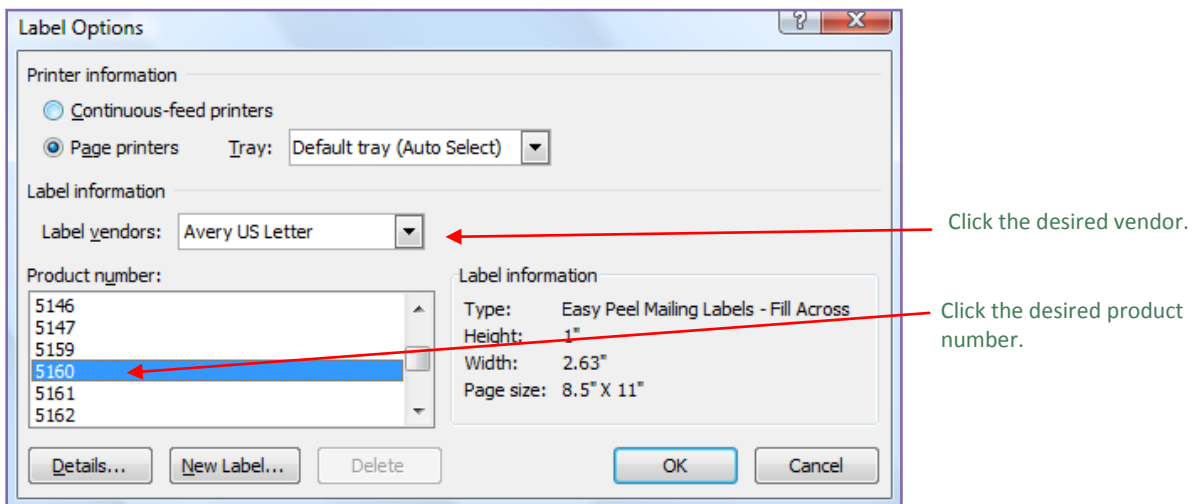 Label Options
Printer information
Continuous-feed printers
Page printers Tray: Default tray (Auto Select)
Label information
Label vendors: Avery US Letter
Click the desired vendor.
Product number:
5146
5147
5159
5160
5161
5162
Label information
Type: Easy Peel Mailing Labels - Fill Across
Height: 1"
Width: 2.63"
Page size: 8.5" X 11"
Click the desired product
number.
Details... New Label... Delete OK Cancel